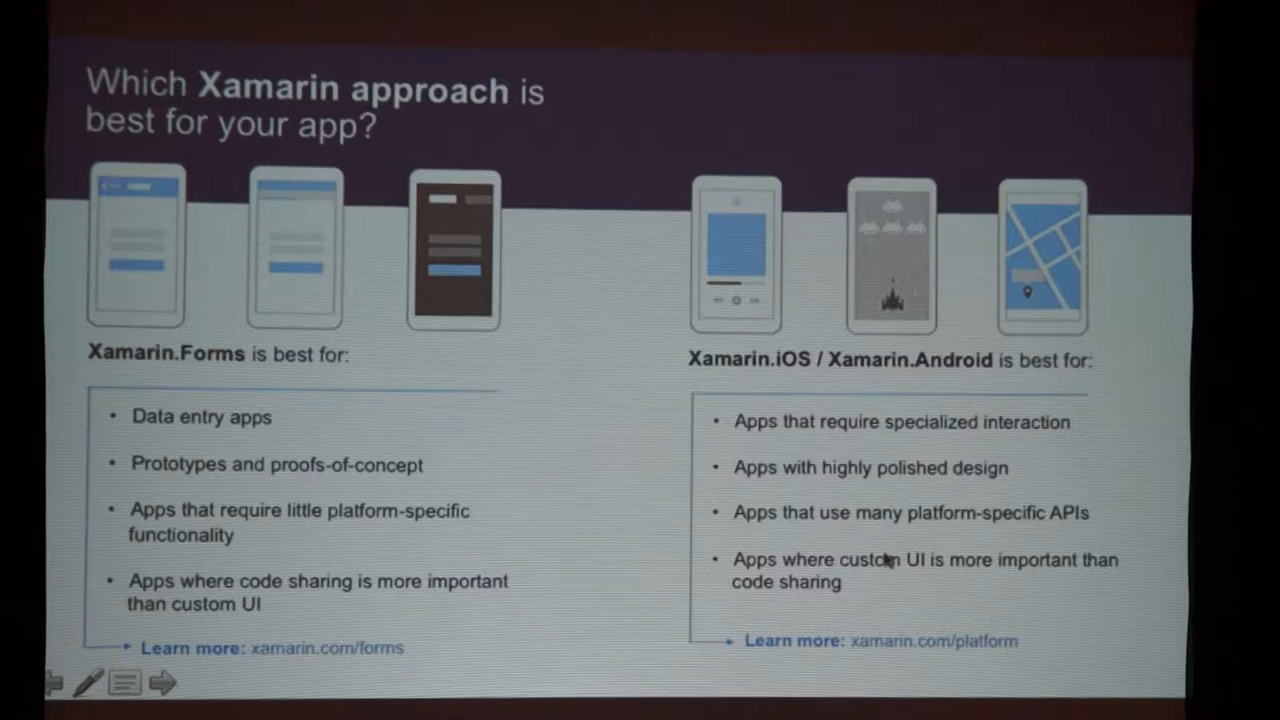 Which Xamarin approach is
best for your app?
Xamarin.Forms is best for:
• Data entry apps
• Prototypes and proofs-of-concept
• Apps that require little platform-specific
functionality
• Apps where code sharing is more important
than custom UI
Learn more: xamarin.com/forms
Xamarin.iOS / Xamarin.Android is best for:
• Apps that require specialized interaction
• Apps with highly polished design
• Apps that use many platform-specific APIs
• Apps where custom UI is more important than
code sharing
Learn more: xamarin.com/platform